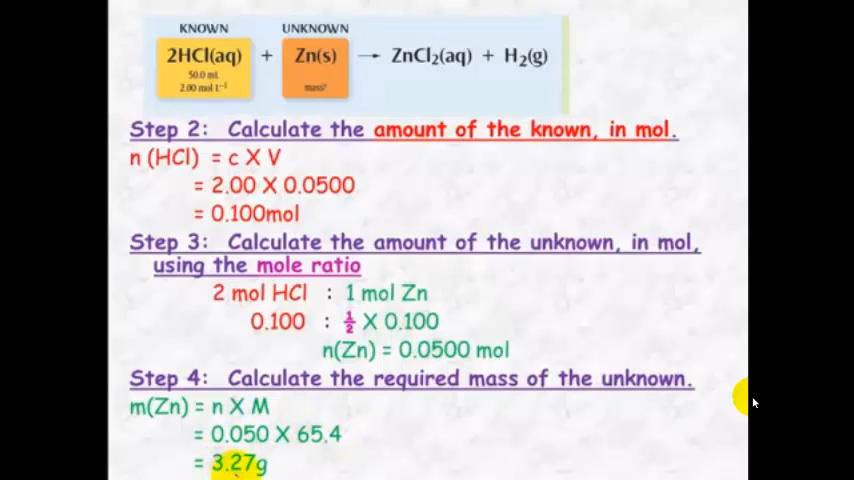 KNOWN UNKNOWN
2HCl(aq) + Zn(s) → ZnCl₂(aq) + H₂(g)
50.0 mL mass?
2.00 mol L⁻¹
Step 2: Calculate the amount of the known, in mol.
n (HCl) = c X V
= 2.00 X 0.0500
= 0.100mol
Step 3: Calculate the amount of the unknown, in mol,
using the mole ratio
2 mol HCl : 1 mol Zn
0.100 : ½ X 0.100
n(Zn) = 0.0500 mol
Step 4: Calculate the required mass of the unknown.
m(Zn) = n X M
= 0.050 X 65.4
= 3.27g